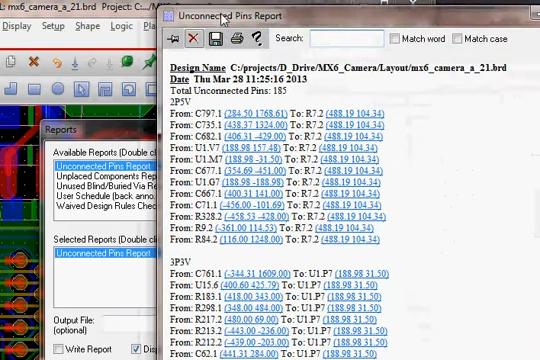 L: mx6_camera_a_21.brd Project: C:/...
Display Setup Shape
Unconnected Pins Report
Search:
Match word
Match case
Design Name C:/projects/D_Drive/MX6_Camera/Layout/mx6_camera_a_21.brd
Date Thu Mar 28 11:25:16 2013
Total Unconnected Pins: 185
2P5V
From: C797.1 (284.50 1768.61) To: R7.2 (488.19 104.34)
From: C735.1 (438.37 1324.00) To: R7.2 (488.19 104.34)
From: C682.1 (406.31 -429.00) To: R7.2 (488.19 104.34)
From: U1.V7 (188.98 157.48) To: R7.2 (488.19 104.34)
From: U1.M7 (188.98 -31.50) To: R7.2 (488.19 104.34)
From: C677.1 (354.69 -451.00) To: R7.2 (488.19 104.34)
From: U1.G7 (188.98 -188.98) To: R7.2 (488.19 104.34)
From: C667.1 (400.31 141.00) To: R7.2 (488.19 104.34)
From: C71.1 (-456.00 -101.69) To: R7.2 (488.19 104.34)
From: R328.2 (-458.53 -428.00) To: R7.2 (488.19 104.34)
From: R9.2 (-361.00 114.53) To: R7.2 (488.19 104.34)
From: R84.2 (116.00 1248.00) To: R7.2 (488.19 104.34)
3P3V
From: C761.1 (-344.31 1609.00) To: U1.P7 (188.98 31.50)
From: U15.6 (400.60 425.79) To: U1.P7 (188.98 31.50)
From: R183.1 (418.00 343.00) To: U1.P7 (188.98 31.50)
From: R298.1 (348.00 484.00) To: U1.P7 (188.98 31.50)
From: R217.2 (480.00 69.00) To: U1.P7 (188.98 31.50)
From: R213.2 (-443.00 -236.00) To: U1.P7 (188.98 31.50)
From: R212.2 (-439.00 -203.00) To: U1.P7 (188.98 31.50)
From: C62.1 (441.31 284.00) To: U1.P7 (188.98 31.50)
Reports
Available Reports (Double cli
Unconnected Pins Report
Unplaced Components Rep
Unused Blind/Buried Via Re
User Schedule (back anno.
Waived Design Rules Chec
Selected Reports (Double clic
Unconnected Pins Report
Output File:
(optional)
Write Report
Disp